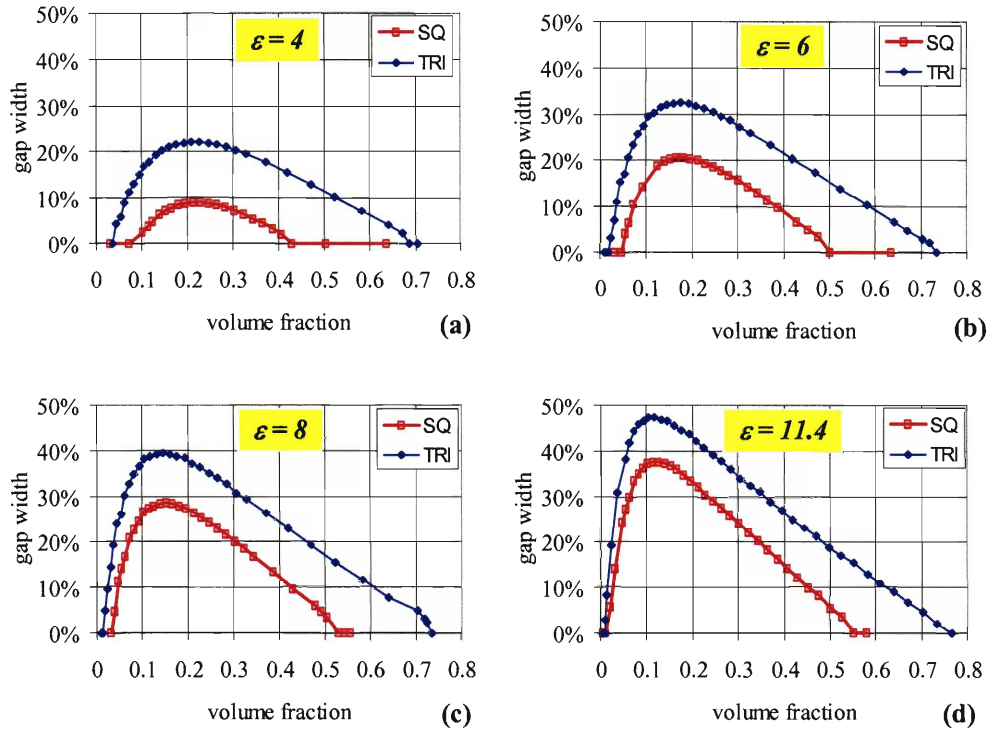 50%
40%
30%
20%
10%
0%
gap width
ε = 4
SQ
TRI
0 0.1 0.2 0.3 0.4 0.5 0.6 0.7 0.8
volume fraction
(a)
50%
40%
30%
20%
10%
0%
gap width
ε = 6
SQ
TRI
0 0.1 0.2 0.3 0.4 0.5 0.6 0.7 0.8
volume fraction
(b)
50%
40%
30%
20%
10%
0%
gap width
ε = 8
SQ
TRI
0 0.1 0.2 0.3 0.4 0.5 0.6 0.7 0.8
volume fraction
(c)
50%
40%
30%
20%
10%
0%
gap width
ε = 11.4
SQ
TRI
0 0.1 0.2 0.3 0.4 0.5 0.6 0.7 0.8
volume fraction
(d)